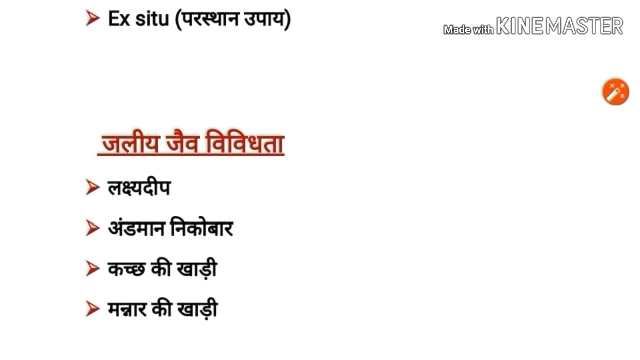 Ex situ (परस्थान उपाय)
Made with KINEMASTER
जलीय जैव विविधता
लक्ष्यदीप
अंडमान निकोबार
कच्छ की खाड़ी
मन्नार की खाड़ी